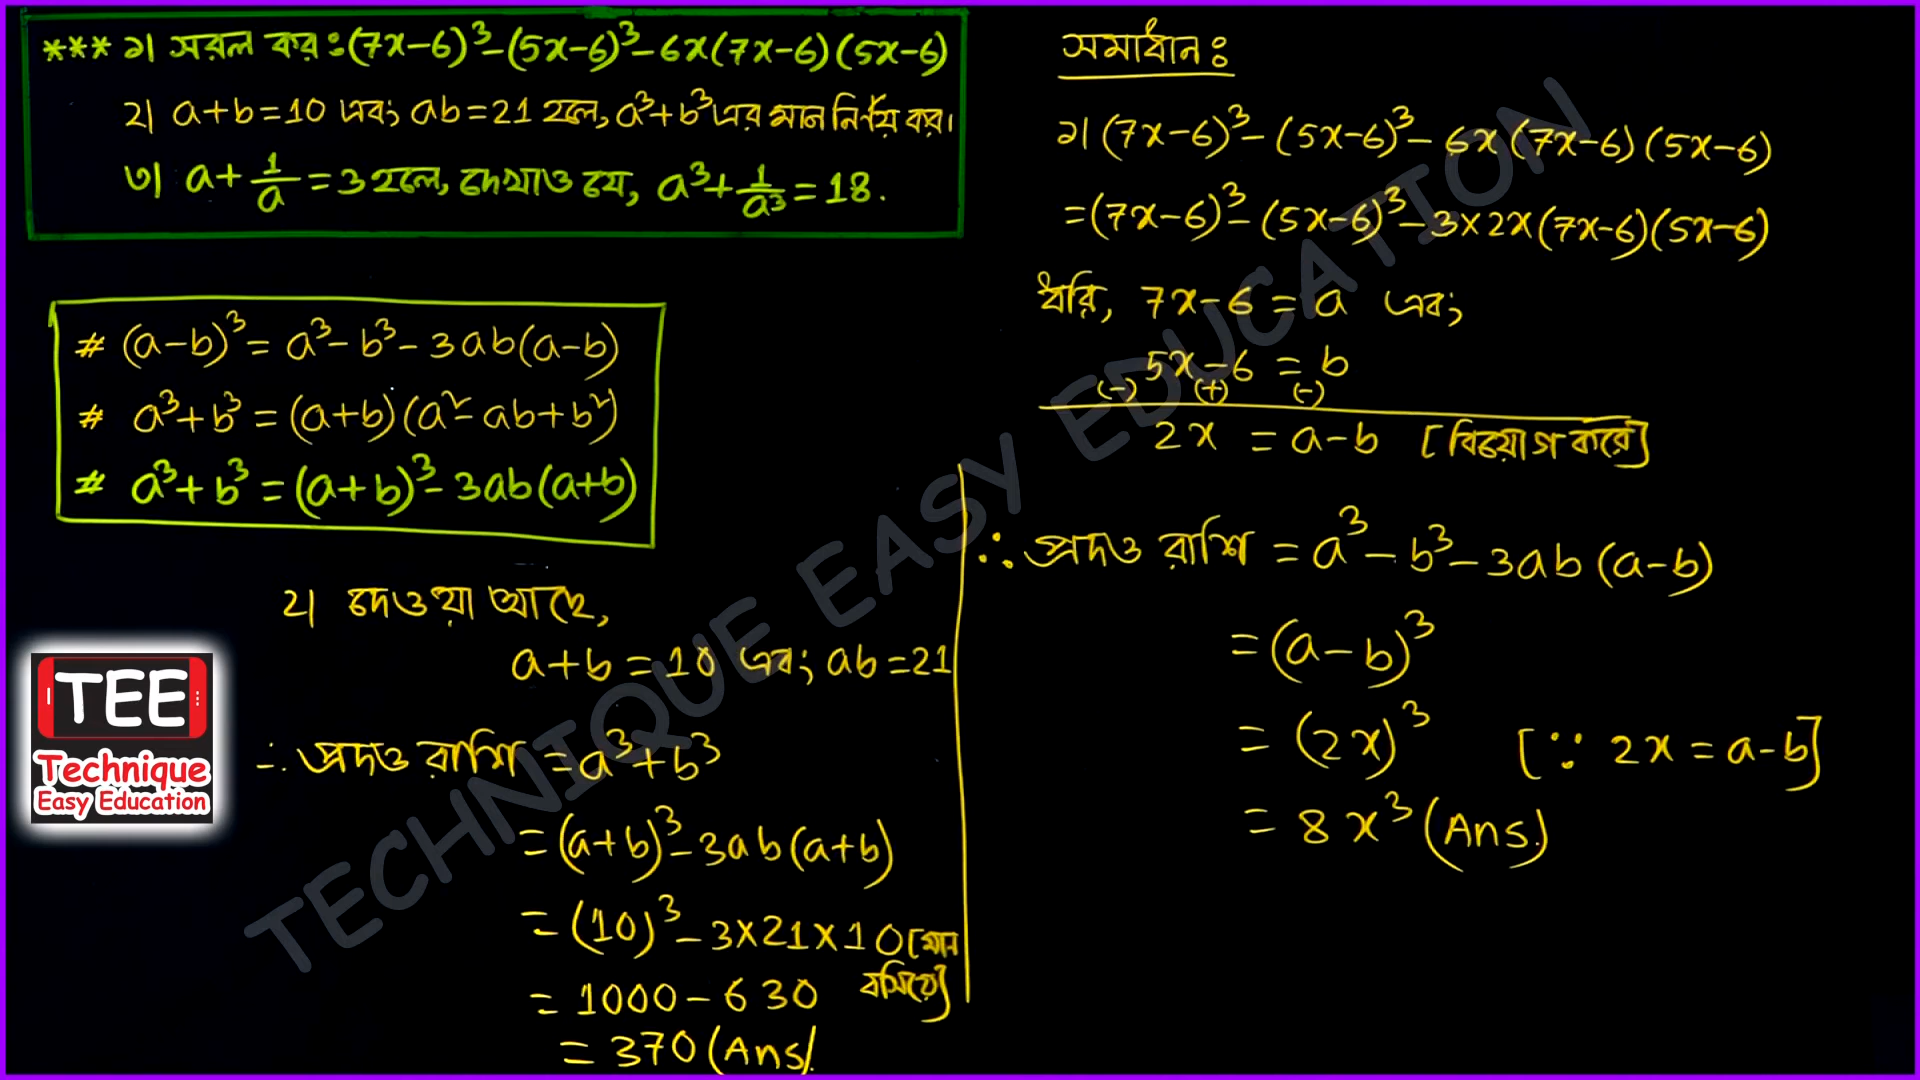 *** ১। সরল কর ঃ (7x-6)³-(5x-6)³-6x(7x-6)(5x-6)
২। a+b=10 এবং ab=21 হলে, a³+b³ এর মান নির্ণয় কর।
৩। a+1/a=3 হলে, দেখাও যে, a³+1/a³=18.
# (a-b)³= a³-b³-3ab(a-b)
# a³+b³=(a+b)(a²-ab+b²)
# a³+b³=(a+b)³-3ab(a+b)
২। দেওয়া আছে,
a+b=10 এবং ab=21
∴ প্রদত্ত রাশি =a³+b³
=(a+b)³-3ab(a+b)
=(10)³-3×21×10 [মান বসিয়ে]
=1000-630
=370 (Ans.
TEE
Technique
Easy Education
সমাধান ঃ
১। (7x-6)³-(5x-6)³-6x(7x-6)(5x-6)
=(7x-6)³-(5x-6)³-3×2x(7x-6)(5x-6)
ধরি, 7x-6=a এবং
5x-6=b
(-) (+) (-)
2x = a-b [বিয়োগ করে]
∴ প্রদত্ত রাশি = a³-b³-3ab(a-b)
=(a-b)³
=(2x)³ [∵ 2x=a-b]
= 8x³ (Ans.)
TECHNIQUE EASY EDUCATION